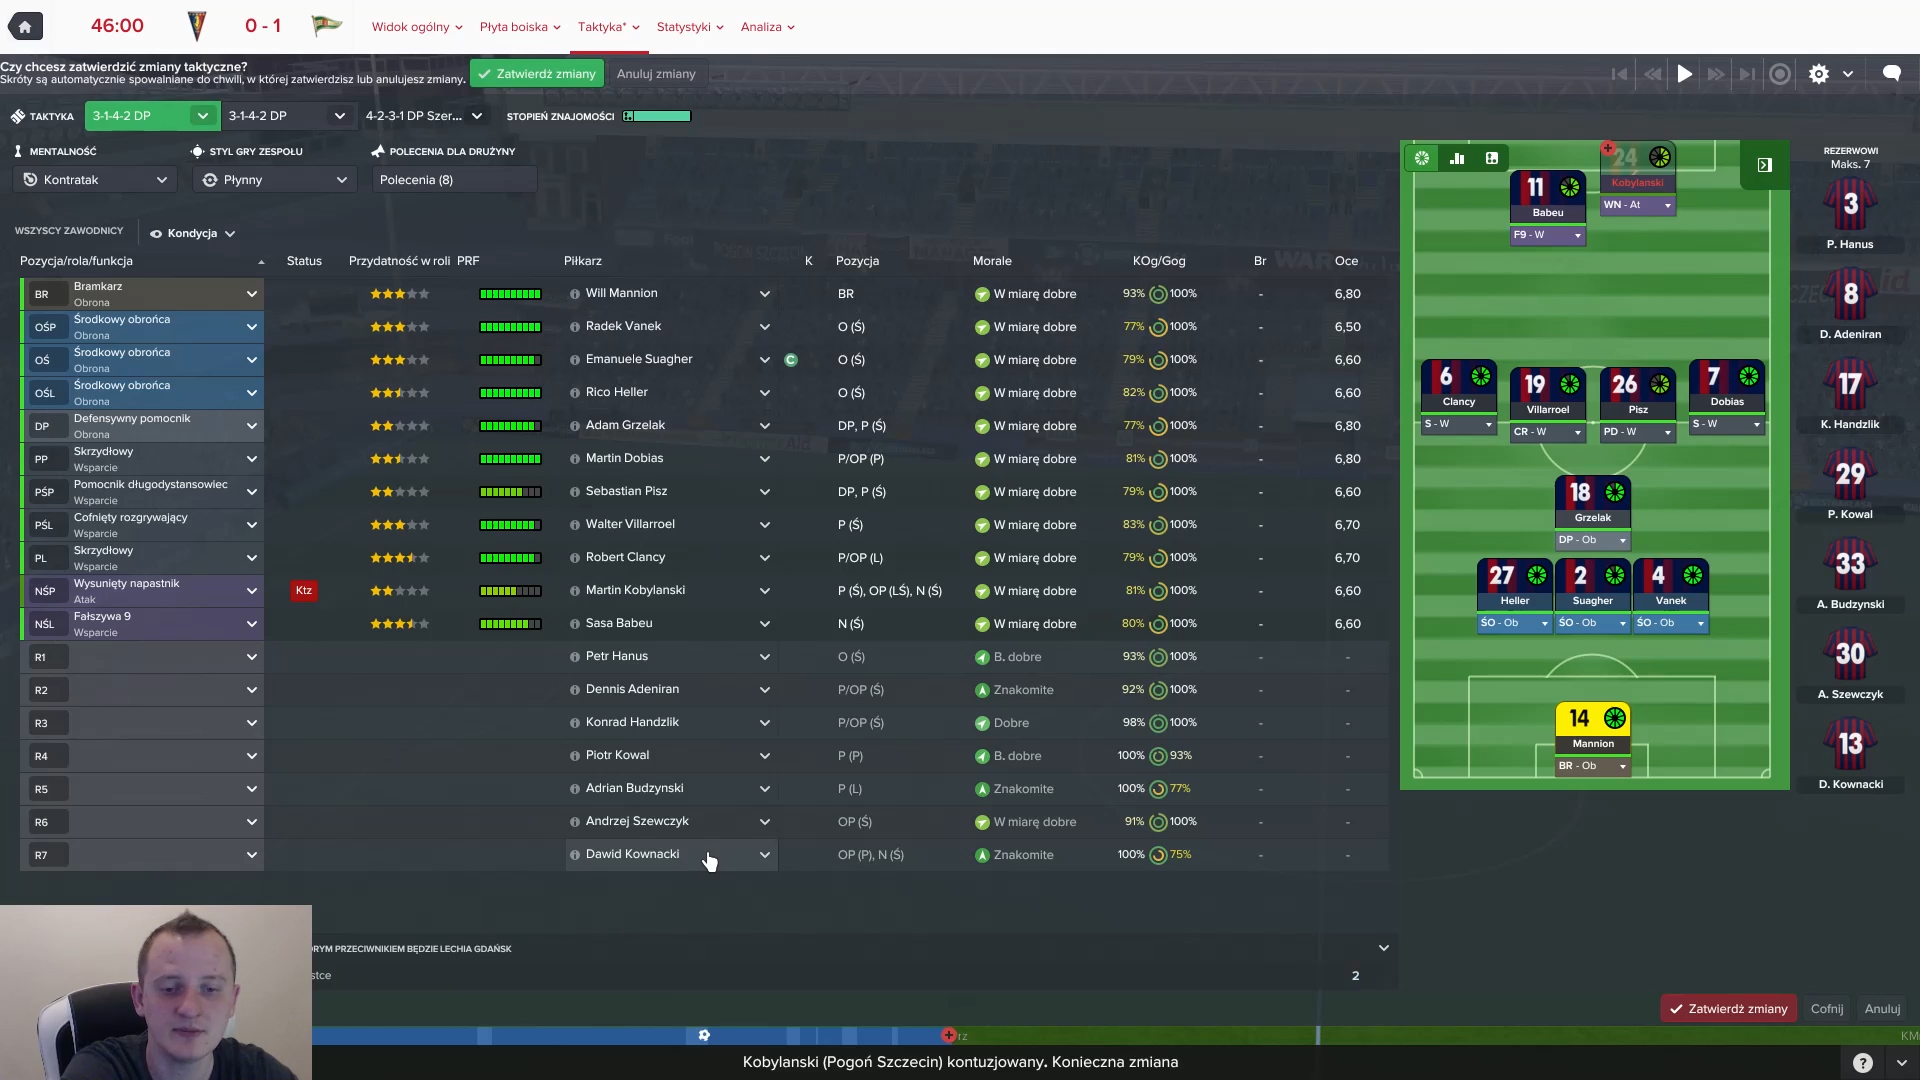 46:00
0 - 1
Widok ogólny
Płyta boiska
Taktyka*
Statystyki
Analiza
Czy chcesz zatwierdzić zmiany taktyczne?
Skróty są automatycznie spowalniane do chwili, w której zatwierdzisz lub anulujesz zmiany.
Zatwierdź zmiany
Anuluj zmiany
TAKTYKA
3-1-4-2 DP
3-1-4-2 DP
4-2-3-1 DP Szer...
STOPIEŃ ZNAJOMOŚCI
MENTALNOŚĆ
STYL GRY ZESPOŁU
POLECENIA DLA DRUŻYNY
Kontratak
Płynny
Polecenia (8)
WSZYSCY ZAWODNICY
Kondycja
Pozycja/rola/funkcja Status Przydatność w roli PRF Piłkarz K Pozycja Morale KOg/Gog Br Oce
BR Bramkarz Obrona Will Mannion BR W miarę dobre 93% 100% - 6,80
OŚP Środkowy obrońca Obrona Radek Vanek O (Ś) W miarę dobre 77% 100% - 6,50
OŚ Środkowy obrońca Obrona Emanuele Suagher C O (Ś) W miarę dobre 79% 100% - 6,60
OŚL Środkowy obrońca Obrona Rico Heller O (Ś) W miarę dobre 82% 100% - 6,60
DP Defensywny pomocnik Obrona Adam Grzelak DP, P (Ś) W miarę dobre 77% 100% - 6,80
PP Skrzydłowy Wsparcie Martin Dobias P/OP (P) W miarę dobre 81% 100% - 6,80
PŚP Pomocnik długodystansowiec Wsparcie Sebastian Pisz DP, P (Ś) W miarę dobre 79% 100% - 6,60
PŚL Cofnięty rozgrywający Wsparcie Walter Villarroel P (Ś) W miarę dobre 83% 100% - 6,70
PL Skrzydłowy Wsparcie Robert Clancy P/OP (L) W miarę dobre 79% 100% - 6,70
NŚP Wysunięty napastnik Atak Ktz Martin Kobylanski P (Ś), OP (LŚ), N (Ś) W miarę dobre 81% 100% - 6,60
NŚL Fałszywa 9 Wsparcie Sasa Babeu N (Ś) W miarę dobre 80% 100% - 6,60
R1 Petr Hanus O (Ś) B. dobre 93% 100% - -
R2 Dennis Adeniran P/OP (Ś) Znakomite 92% 100% - -
R3 Konrad Handzlik P/OP (Ś) Dobre 98% 100% - -
R4 Piotr Kowal P (P) B. dobre 100% 93% - -
R5 Adrian Budzynski P (L) Znakomite 100% 77% - -
R6 Andrzej Szewczyk OP (Ś) W miarę dobre 91% 100% - -
R7 Dawid Kownacki OP (P), N (Ś) Znakomite 100% 75% - -
24
Kobylanski
WN - At
11
Babeu
F9 - W
6
Clancy
S - W
19
Villarroel
CR - W
26
Pisz
PD - W
7
Dobias
S - W
18
Grzelak
DP - Ob
27
Heller
ŚO - Ob
2
Suagher
ŚO - Ob
4
Vanek
ŚO - Ob
14
Mannion
BR - Ob
REZERWOWI
Maks. 7
3
P. Hanus
8
D. Adeniran
17
K. Handzlik
29
P. Kowal
33
A. Budzynski
30
A. Szewczyk
13
D. Kownacki
ÓRYM PRZECIWNIKIEM BĘDZIE LECHIA GDAŃSK
stce
2
Zatwierdź zmiany
Cofnij
Anuluj
rz
KM
Kobylanski (Pogoń Szczecin) kontuzjowany. Konieczna zmiana
?